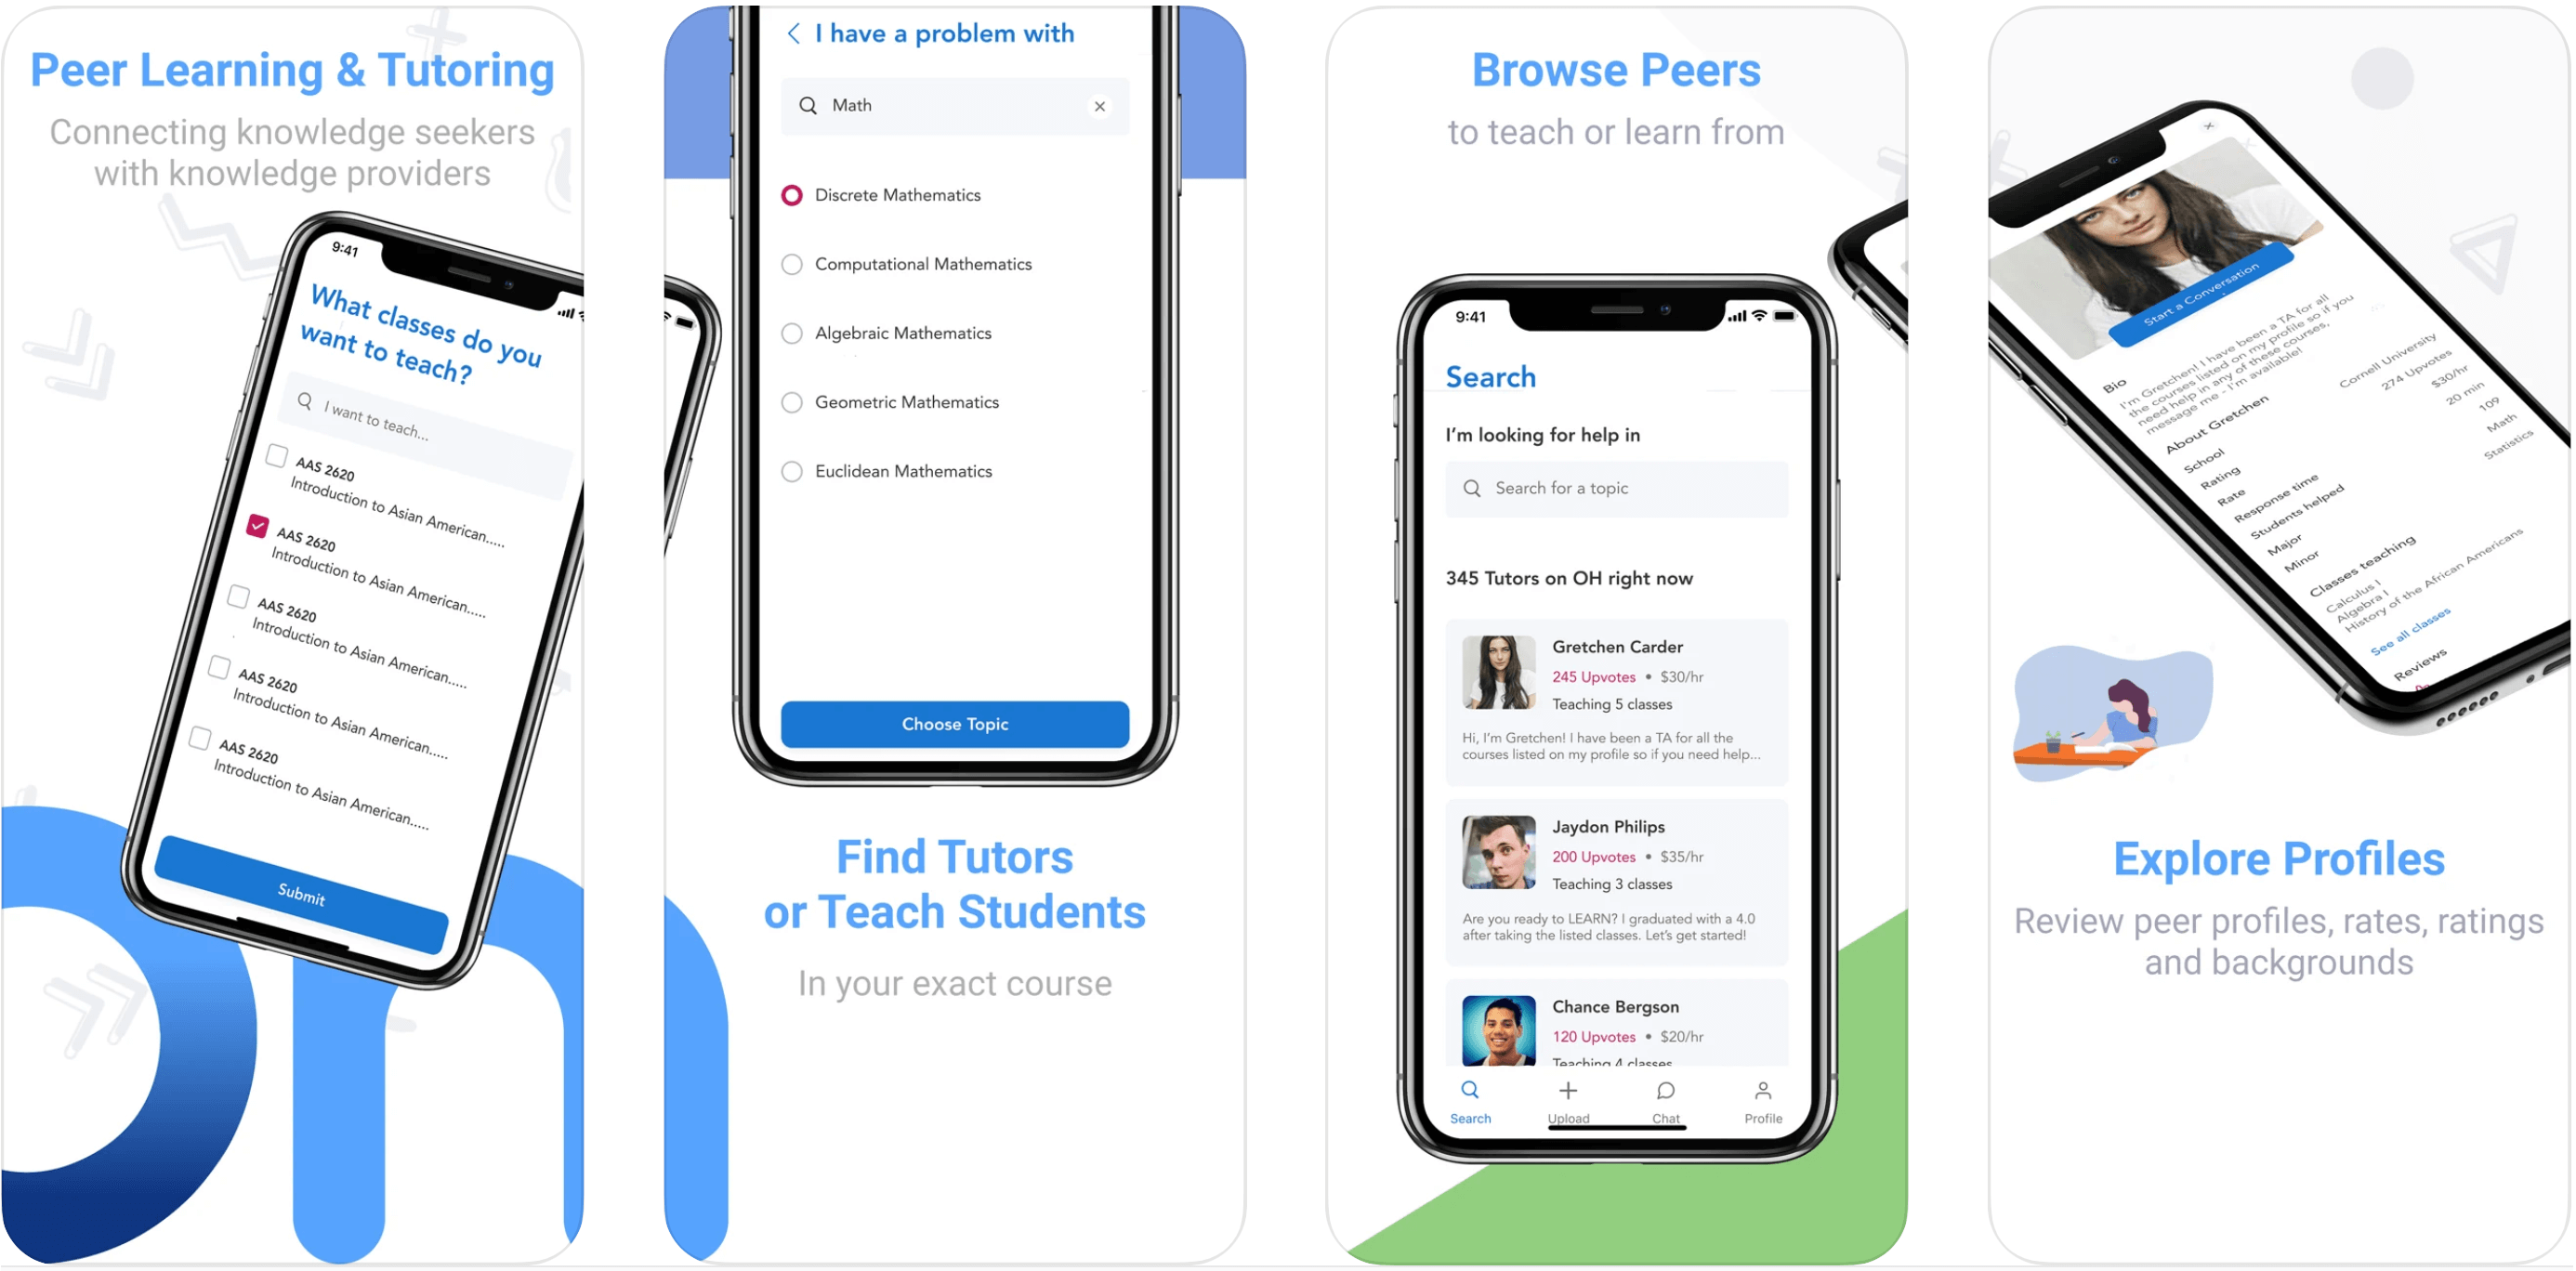 Peer Learning & Tutoring
Connecting knowledge seekers
with knowledge providers
9:41
What classes do you
want to teach?
I want to teach...
AAS 2620
Introduction to Asian American.....
AAS 2620
Introduction to Asian American.....
AAS 2620
Introduction to Asian American.....
AAS 2620
Introduction to Asian American.....
AAS 2620
Introduction to Asian American.....
Submit
I have a problem with
Math
Discrete Mathematics
Computational Mathematics
Algebraic Mathematics
Geometric Mathematics
Euclidean Mathematics
Choose Topic
Find Tutors
or Teach Students
In your exact course
Browse Peers
to teach or learn from
9:41
Search
I'm looking for help in
Search for a topic
345 Tutors on OH right now
Gretchen Carder
245 Upvotes • $30/hr
Teaching 5 classes
Hi, I'm Gretchen! I have been a TA for all the
courses listed on my profile so if you need help...
Jaydon Philips
200 Upvotes • $35/hr
Teaching 3 classes
Are you ready to LEARN? I graduated with a 4.0
after taking the listed classes. Let's get started!
Chance Bergson
120 Upvotes • $20/hr
Teaching 4 classes
Search
Upload
Chat
Profile
Start a Conversation
Bio
I'm Gretchen! I have been a TA for all
the courses listed on my profile so if you
need help in any of these courses,
message me - I'm available!
About Gretchen
School Cornell University
Rating 274 Upvotes
Rate $30/hr
Response time 20 min
Students helped 109
Major Math
Minor Statistics
Classes teaching
Calculus I
Algebra I
History of the African Americans
See all classes
Reviews
Explore Profiles
Review peer profiles, rates, ratings
and backgrounds